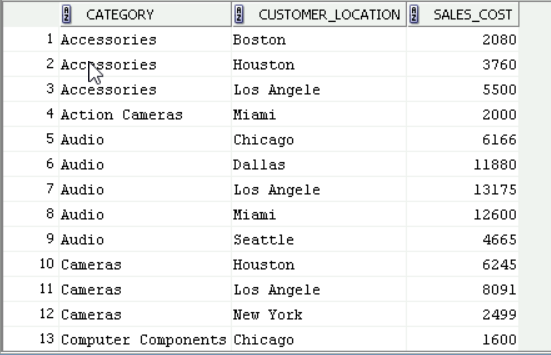 CATEGORY CUSTOMER_LOCATION SALES_COST
1 Accessories Boston 2080
2 Accessories Houston 3760
3 Accessories Los Angele 5500
4 Action Cameras Miami 2000
5 Audio Chicago 6166
6 Audio Dallas 11880
7 Audio Los Angele 13175
8 Audio Miami 12600
9 Audio Seattle 4665
10 Cameras Houston 6245
11 Cameras Los Angele 8091
12 Cameras New York 2499
13 Computer Components Chicago 1600